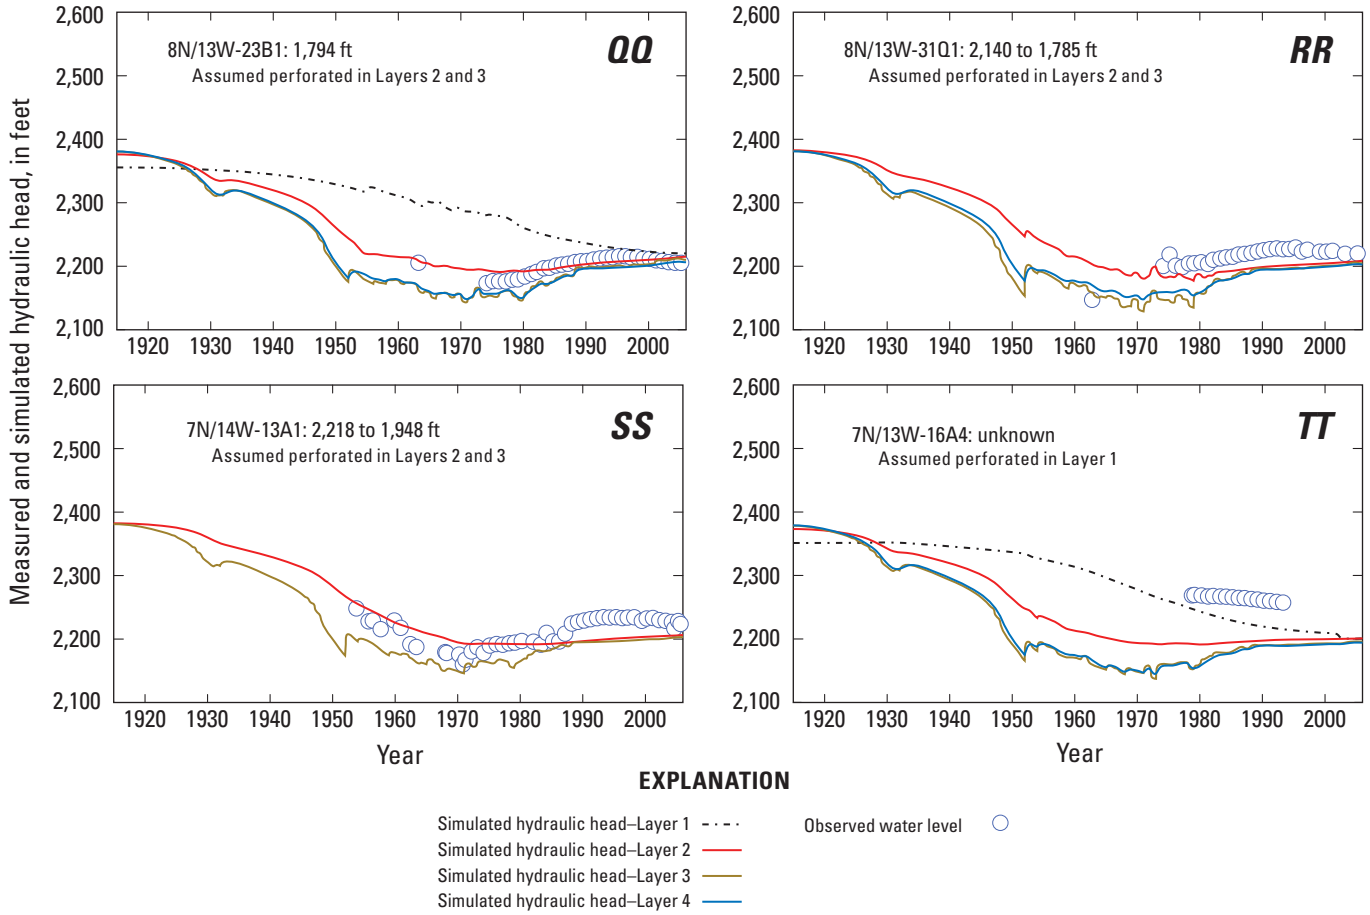 Measured and simulated hydraulic head, in feet
2,600
2,500
2,400
2,300
2,200
2,100
8N/13W-23B1: 1,794 ft
Assumed perforated in Layers 2 and 3
QQ
1920 1930 1940 1950 1960 1970 1980 1990 2000
2,600
2,500
2,400
2,300
2,200
2,100
8N/13W-31Q1: 2,140 to 1,785 ft
Assumed perforated in Layers 2 and 3
RR
1920 1930 1940 1950 1960 1970 1980 1990 2000
2,600
2,500
2,400
2,300
2,200
2,100
7N/14W-13A1: 2,218 to 1,948 ft
Assumed perforated in Layers 2 and 3
SS
1920 1930 1940 1950 1960 1970 1980 1990 2000
Year
2,600
2,500
2,400
2,300
2,200
2,100
7N/13W-16A4: unknown
Assumed perforated in Layer 1
TT
1920 1930 1940 1950 1960 1970 1980 1990 2000
Year
EXPLANATION
Simulated hydraulic head–Layer 1
Simulated hydraulic head–Layer 2
Simulated hydraulic head–Layer 3
Simulated hydraulic head–Layer 4
Observed water level